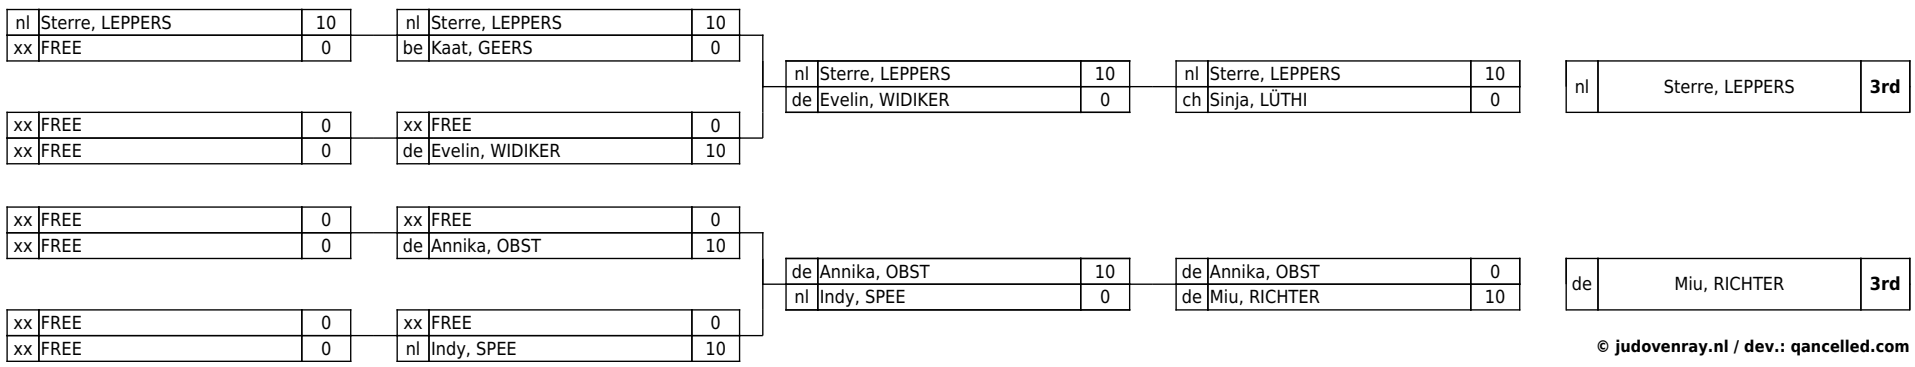 nl Sterre, LEPPERS 10 nl Sterre, LEPPERS 10
xx FREE 0 be Kaat, GEERS 0
nl Sterre, LEPPERS 10 nl Sterre, LEPPERS 10 nl Sterre, LEPPERS 3rd
de Evelin, WIDIKER 0 ch Sinja, LÜTHI 0
xx FREE 0 xx FREE 0
xx FREE 0 de Evelin, WIDIKER 10
xx FREE 0 xx FREE 0
xx FREE 0 de Annika, OBST 10
de Annika, OBST 10 de Annika, OBST 0 de Miu, RICHTER 3rd
nl Indy, SPEE 0 de Miu, RICHTER 10
xx FREE 0 xx FREE 0
xx FREE 0 nl Indy, SPEE 10
© judovenray.nl / dev.: qancelled.com